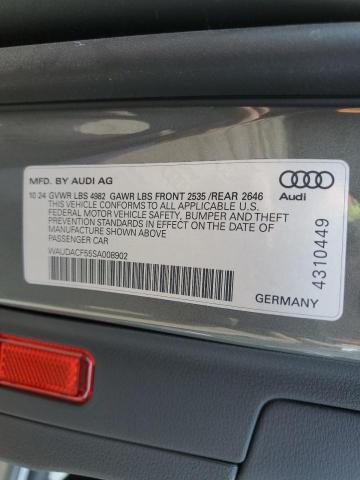 MFD. BY AUDI AG
10 24 GVWR LBS 4982 GAWR LBS FRONT 2535 /REAR 2646
THIS VEHICLE CONFORMS TO ALL APPLICABLE U.S.
FEDERAL MOTOR VEHICLE SAFETY, BUMPER AND THEFT
PREVENTION STANDARDS IN EFFECT ON THE DATE OF
MANUFACTURE SHOWN ABOVE
PASSENGER CAR
WAUDACF55SA008902
Audi
4310449
GERMANY